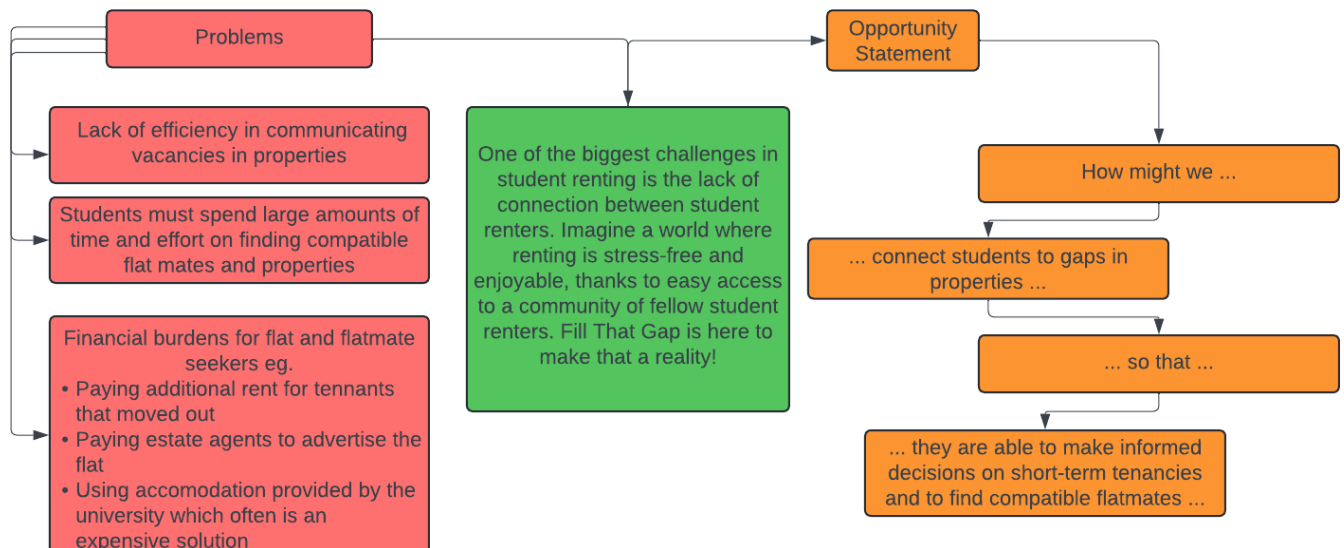 Problems
Lack of efficiency in communicating
vacancies in properties
Students must spend large amounts of
time and effort on finding compatible
flat mates and properties
Financial burdens for flat and flatmate
seekers eg.
• Paying additional rent for tennants
that moved out
• Paying estate agents to advertise the
flat
• Using accomodation provided by the
university which often is an
expensive solution
One of the biggest challenges in
student renting is the lack of
connection between student
renters. Imagine a world where
renting is stress-free and
enjoyable, thanks to easy access
to a community of fellow student
renters. Fill That Gap is here to
make that a reality!
Opportunity
Statement
How might we ...
... connect students to gaps in
properties ...
... so that ...
... they are able to make informed
decisions on short-term tenancies
and to find compatible flatmates ...